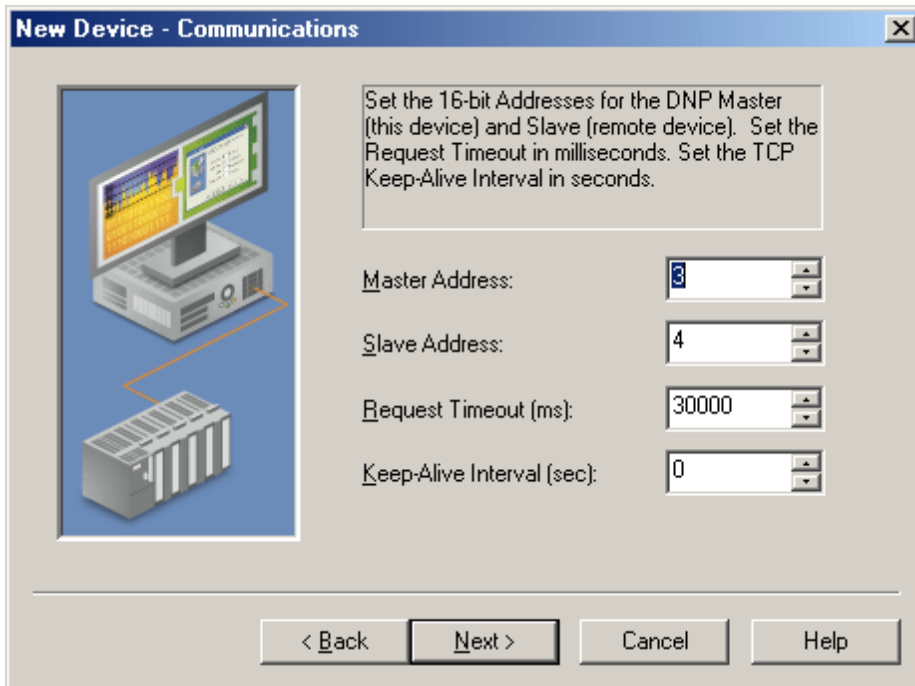 New Device - Communications
Set the 16-bit Addresses for the DNP Master
(this device) and Slave (remote device).  Set the
Request Timeout in milliseconds. Set the TCP
Keep-Alive Interval in seconds.
Master Address: 3
Slave Address: 4
Request Timeout (ms): 30000
Keep-Alive Interval (sec): 0
< Back Next > Cancel Help